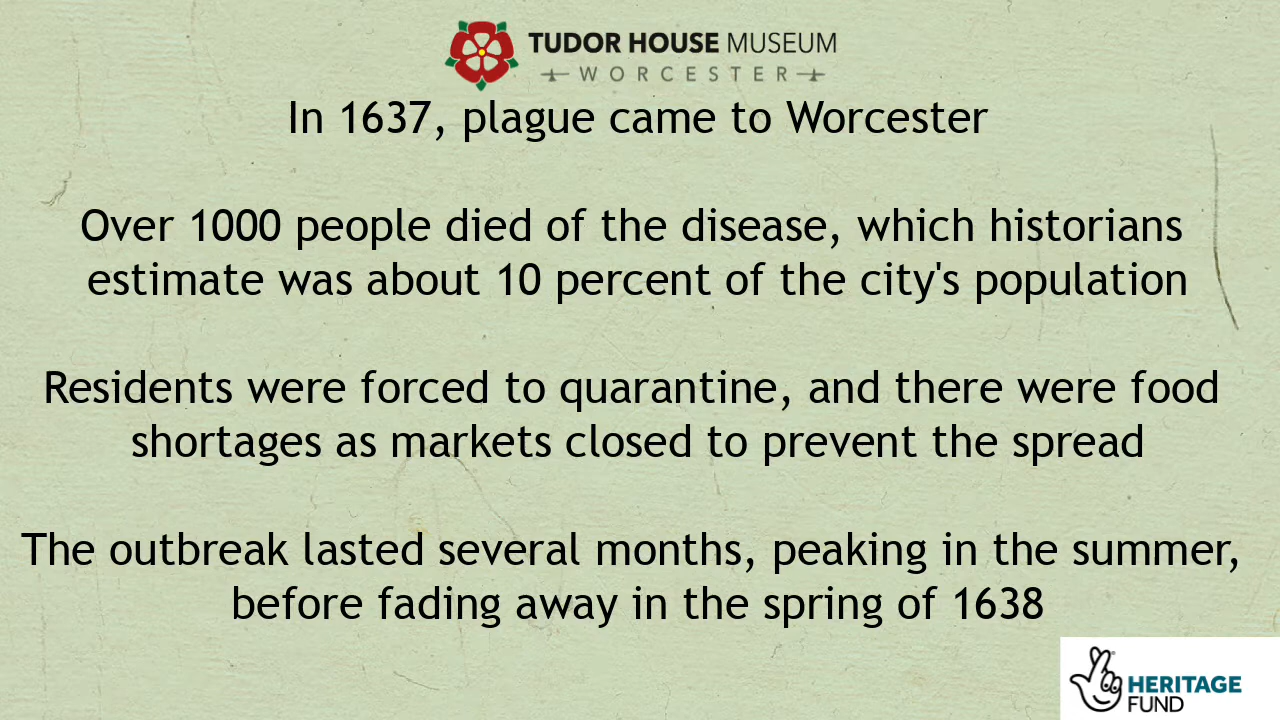 TUDOR HOUSE MUSEUM
WORCESTER
In 1637, plague came to Worcester
Over 1000 people died of the disease, which historians
estimate was about 10 percent of the city's population
Residents were forced to quarantine, and there were food
shortages as markets closed to prevent the spread
The outbreak lasted several months, peaking in the summer,
before fading away in the spring of 1638
HERITAGE
FUND